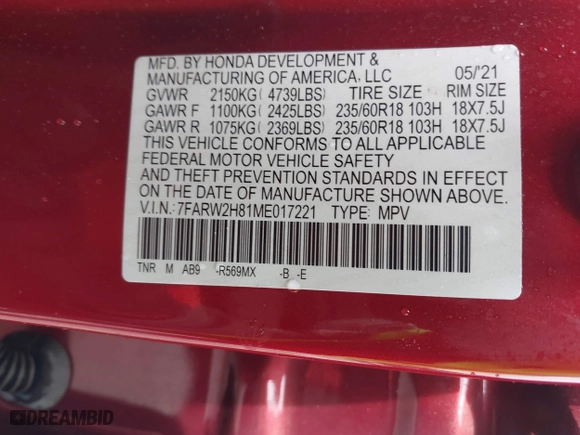 MFD. BY HONDA DEVELOPMENT &
MANUFACTURING OF AMERICA, LLC 05/'21
GVWR 2150KG( 4739LBS) TIRE SIZE RIM SIZE
GAWR F 1100KG( 2425LBS) 235/60R18 103H 18X7.5J
GAWR R 1075KG( 2369LBS) 235/60R18 103H 18X7.5J
THIS VEHICLE CONFORMS TO ALL APPLICABLE
FEDERAL MOTOR VEHICLE SAFETY
AND THEFT PREVENTION STANDARDS IN EFFECT
ON THE DATE OF MANUFACTURE SHOWN ABOVE.
V.I.N.:7FARW2H81ME017221 TYPE: MPV
TNR M AB9 -R569MX -B -E
DREAMBID